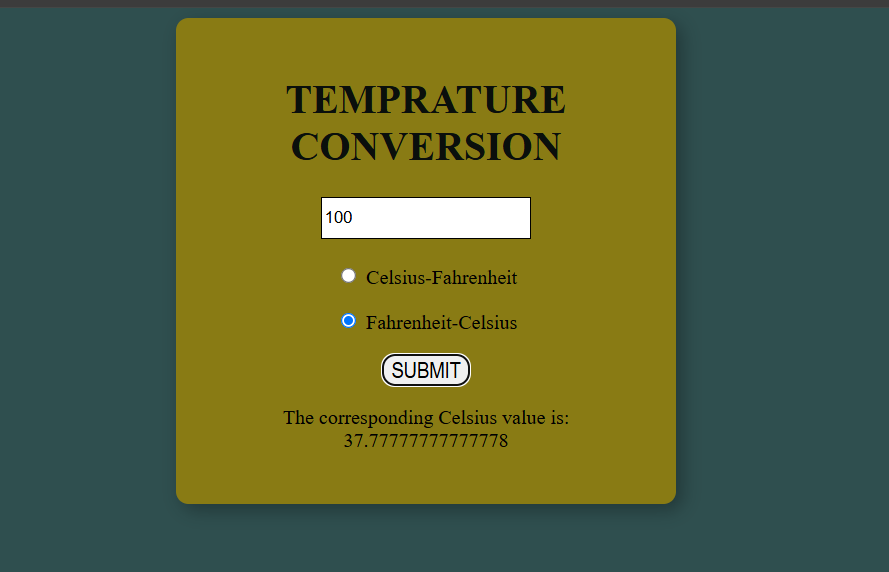 TEMPRATURE
CONVERSION
100
Celsius-Fahrenheit
Fahrenheit-Celsius
SUBMIT
The corresponding Celsius value is:
37.77777777777778